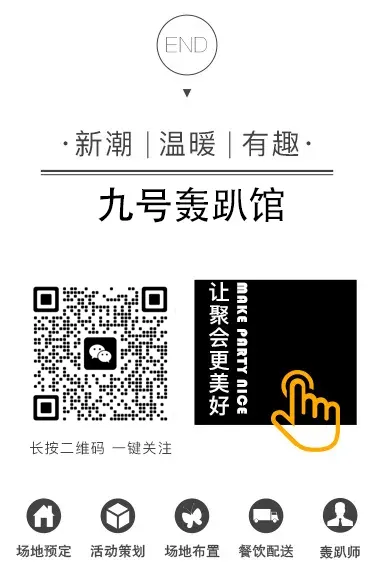 END
·新潮|温暖|有趣·
九号轰趴馆
让聚会更美好
MAKE PARTY NICE
长按二维码 一键关注
场地预定 活动策划 场地布置 餐饮配送 轰趴师